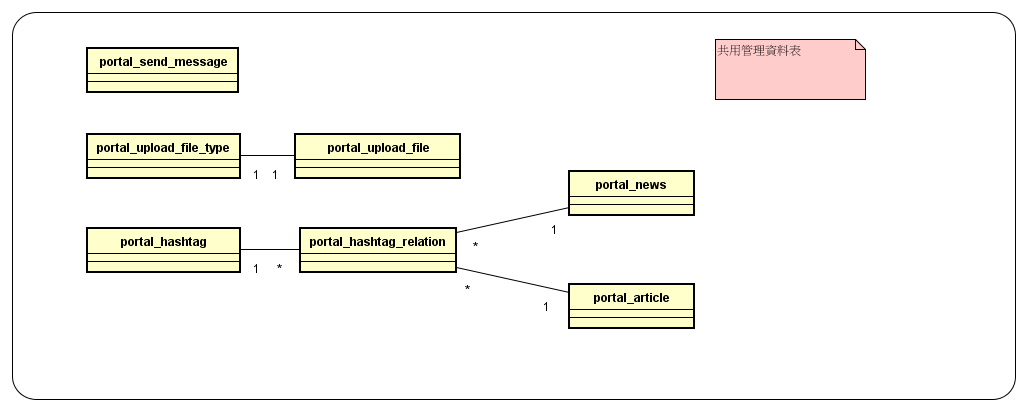 portal_send_message
共用管理資料表
portal_upload_file_type
portal_upload_file
1 1
portal_news
1
portal_hashtag
portal_hashtag_relation
*
1 *
*
portal_article
1